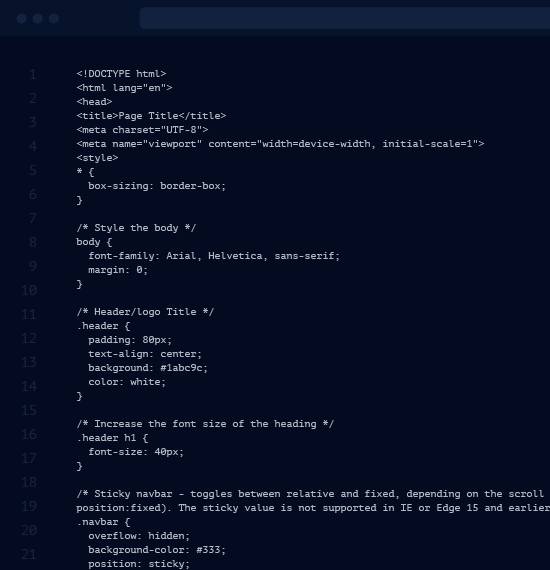 1
2
3
4
5
6
7
8
9
10
11
12
13
14
15
16
17
18
19
20
21
<!DOCTYPE html>
<html lang="en">
<head>
<title>Page Title</title>
<meta charset="UTF-8">
<meta name="viewport" content="width=device-width, initial-scale=1">
<style>
* {
  box-sizing: border-box;
}

/* Style the body */
body {
  font-family: Arial, Helvetica, sans-serif;
  margin: 0;
}

/* Header/logo Title */
.header {
  padding: 80px;
  text-align: center;
  background: #1abc9c;
  color: white;
}

/* Increase the font size of the heading */
.header h1 {
  font-size: 40px;
}

/* Sticky navbar - toggles between relative and fixed, depending on the scroll
position:fixed). The sticky value is not supported in IE or Edge 15 and earlier
.navbar {
  overflow: hidden;
  background-color: #333;
  position: sticky;